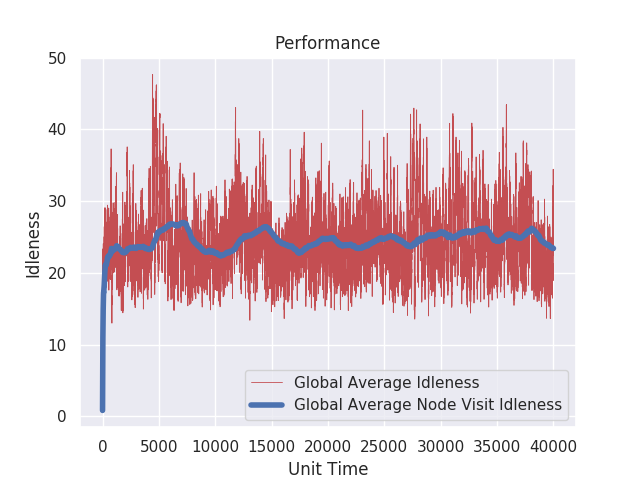 Performance
50
40
30
20
10
0
Idleness
0 5000 10000 15000 20000 25000 30000 35000 40000
Unit Time
Global Average Idleness
Global Average Node Visit Idleness